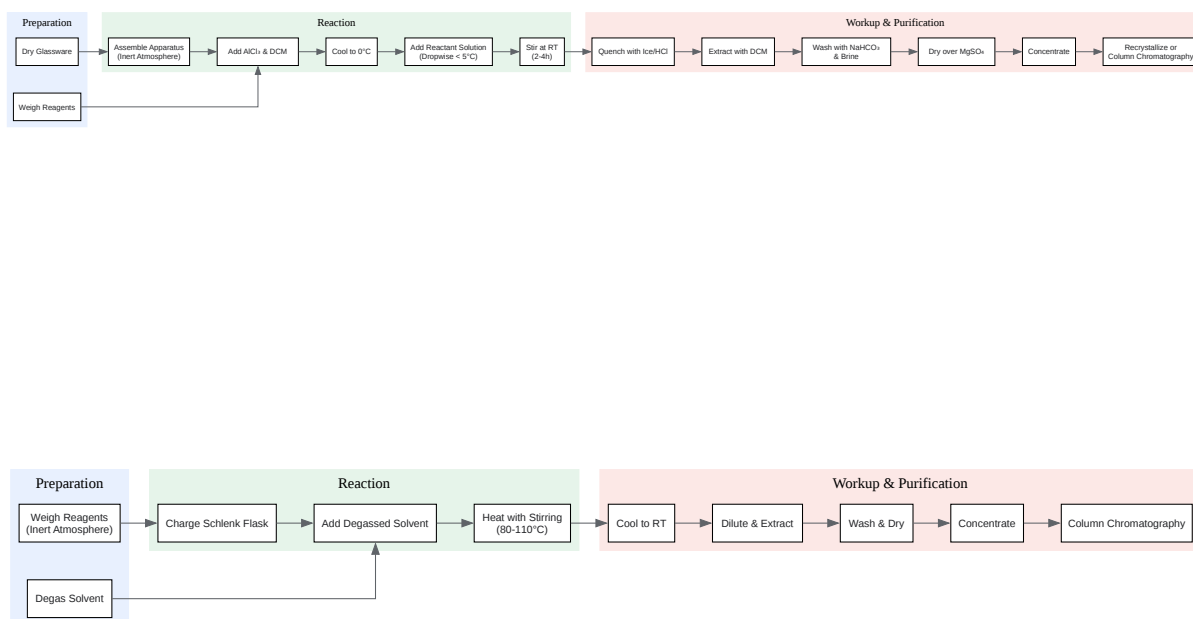 Preparation
Reaction
Workup & Purification
Dry Glassware
Assemble Apparatus
(Inert Atmosphere)
Add AlCl₃ & DCM
Cool to 0°C
Add Reactant Solution
(Dropwise < 5°C)
Stir at RT
(2-4h)
Quench with Ice/HCl
Extract with DCM
Wash with NaHCO₃
& Brine
Dry over MgSO₄
Concentrate
Recrystallize or
Column Chromatography
Weigh Reagents
Preparation
Reaction
Workup & Purification
Weigh Reagents
(Inert Atmosphere)
Charge Schlenk Flask
Add Degassed Solvent
Heat with Stirring
(80-110°C)
Cool to RT
Dilute & Extract
Wash & Dry
Concentrate
Column Chromatography
Degas Solvent